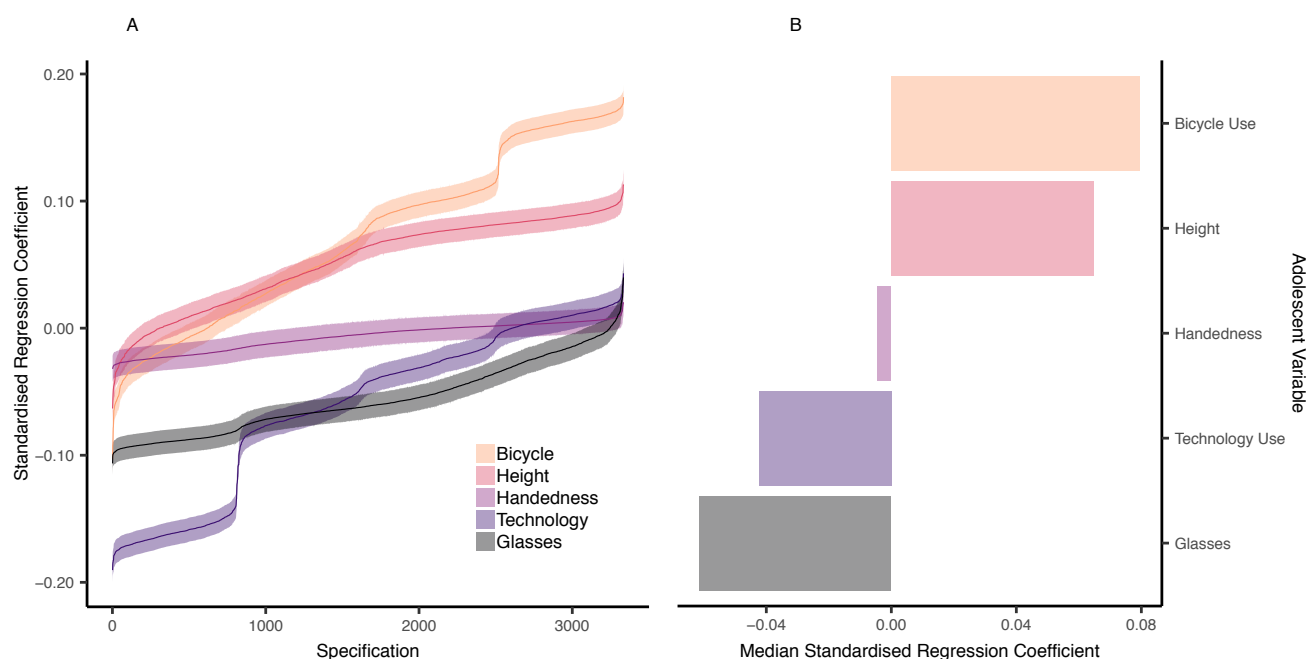 A
B
Standardised Regression Coefficient
0.20
0.10
0.00
−0.10
−0.20
0
1000
2000
3000
Specification
Bicycle
Height
Handedness
Technology
Glasses
Bicycle Use
Height
Handedness
Technology Use
Glasses
Adolescent Variable
−0.04
0.00
0.04
0.08
Median Standardised Regression Coefficient